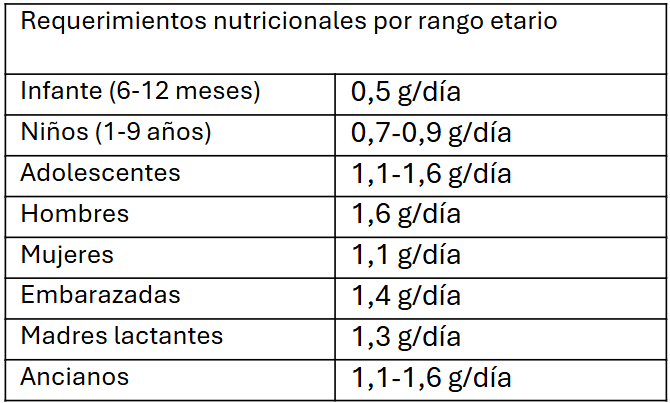 Requerimientos nutricionales por rango etario
Infante (6-12 meses) 0,5 g/día
Niños (1-9 años) 0,7-0,9 g/día
Adolescentes 1,1-1,6 g/día
Hombres 1,6 g/día
Mujeres 1,1 g/día
Embarazadas 1,4 g/día
Madres lactantes 1,3 g/día
Ancianos 1,1-1,6 g/día